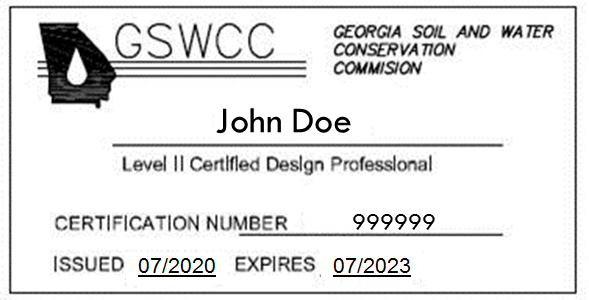 GSWCC
GEORGIA SOIL AND WATER
CONSERVATION
COMMISION
John Doe
Level II Certified Design Professional
CERTIFICATION NUMBER 999999
ISSUED 07/2020 EXPIRES 07/2023